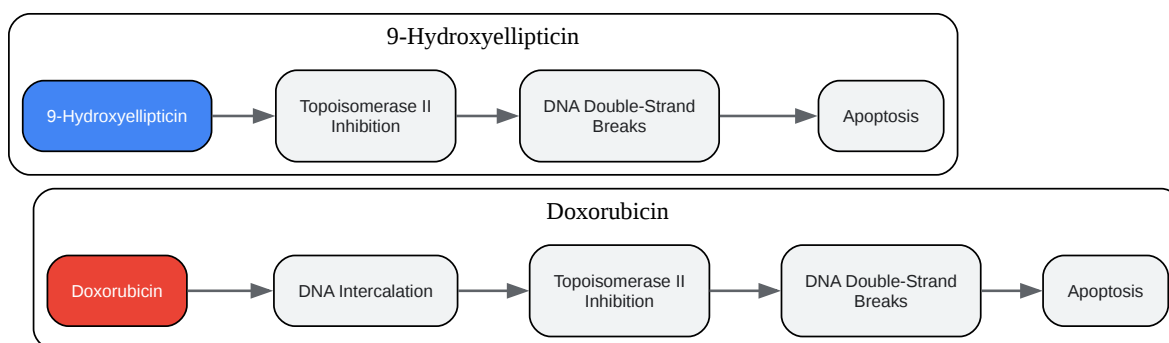 9-Hydroxyellipticin
9-Hydroxyellipticin
Topoisomerase II
Inhibition
DNA Double-Strand
Breaks
Apoptosis
Doxorubicin
Doxorubicin
DNA Intercalation
Topoisomerase II
Inhibition
DNA Double-Strand
Breaks
Apoptosis